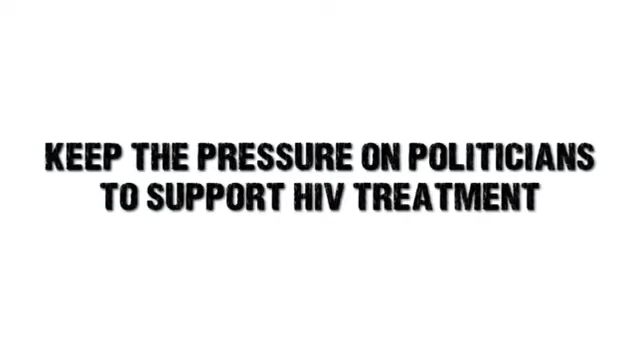 KEEP THE PRESSURE ON POLITICIANS
TO SUPPORT HIV TREATMENT